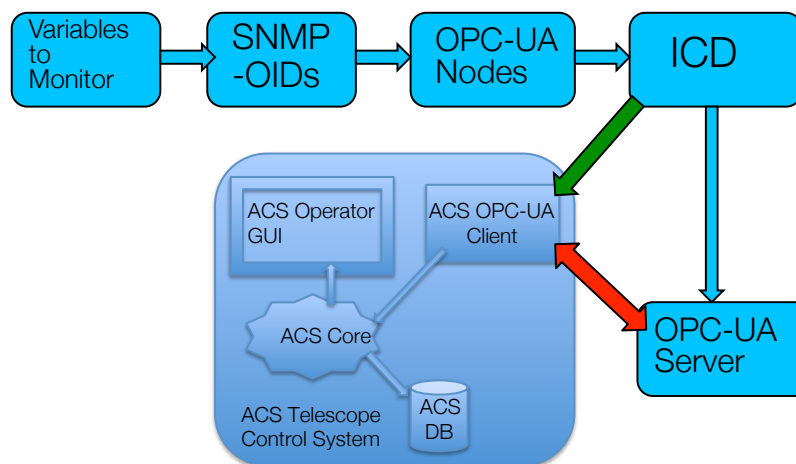 Variables
to
Monitor
SNMP
-OIDs
OPC-UA
Nodes
ICD
ACS Operator
GUI
ACS OPC-UA
Client
ACS Core
ACS
DB
ACS Telescope
Control System
OPC-UA
Server